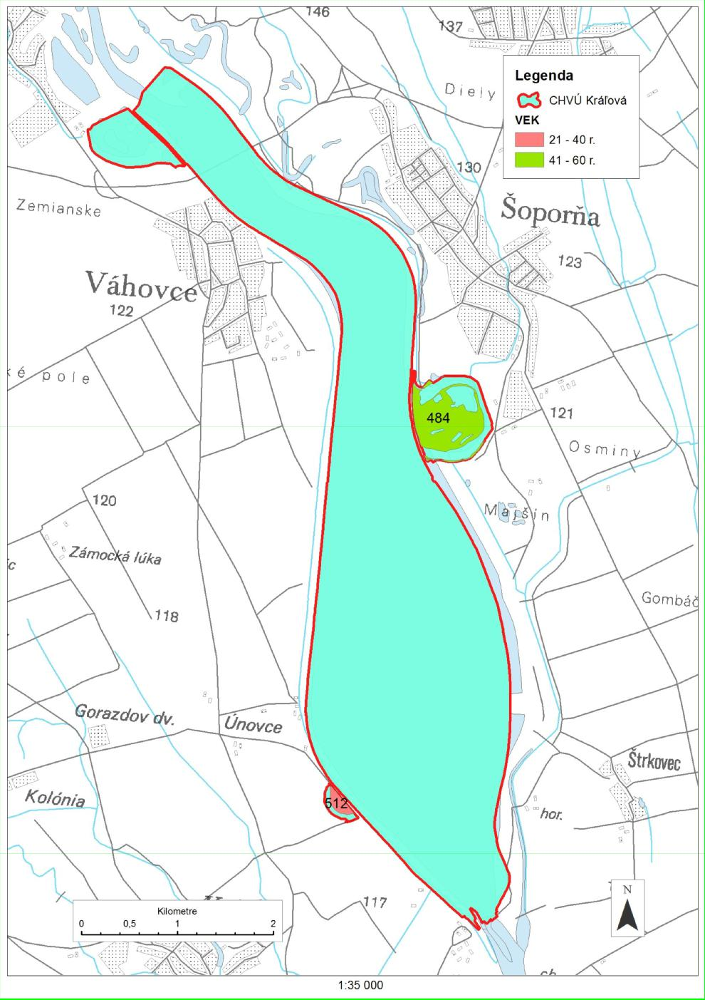 146
137
Diely
Legenda
CHVÚ Kráľová
VEK
21 - 40 r.
41 - 60 r.
130
Zemianske
Šoporňa
123
Váhovce
122
ké pole
484
121
Osminy
120
Majšin
Zámocká lúka
118
Gombáč
Gorazdov dv.
Únovce
Štrkovec
Kolónia
512
hor.
117
N
Kilometre
0 0,5 1 2
1:35 000